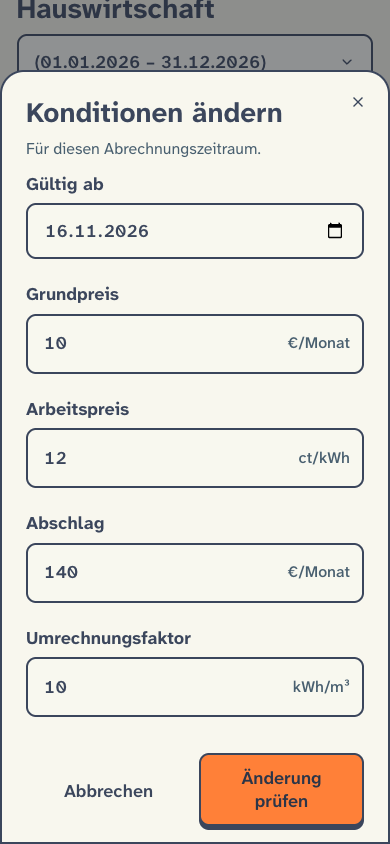 Hauswirtschaft
(01.01.2026 – 31.12.2026)
Konditionen ändern
×
Für diesen Abrechnungszeitraum.
Gültig ab
16.11.2026
Grundpreis
10 €/Monat
Arbeitspreis
12 ct/kWh
Abschlag
140 €/Monat
Umrechnungsfaktor
10 kWh/m³
Abbrechen
Änderung
prüfen